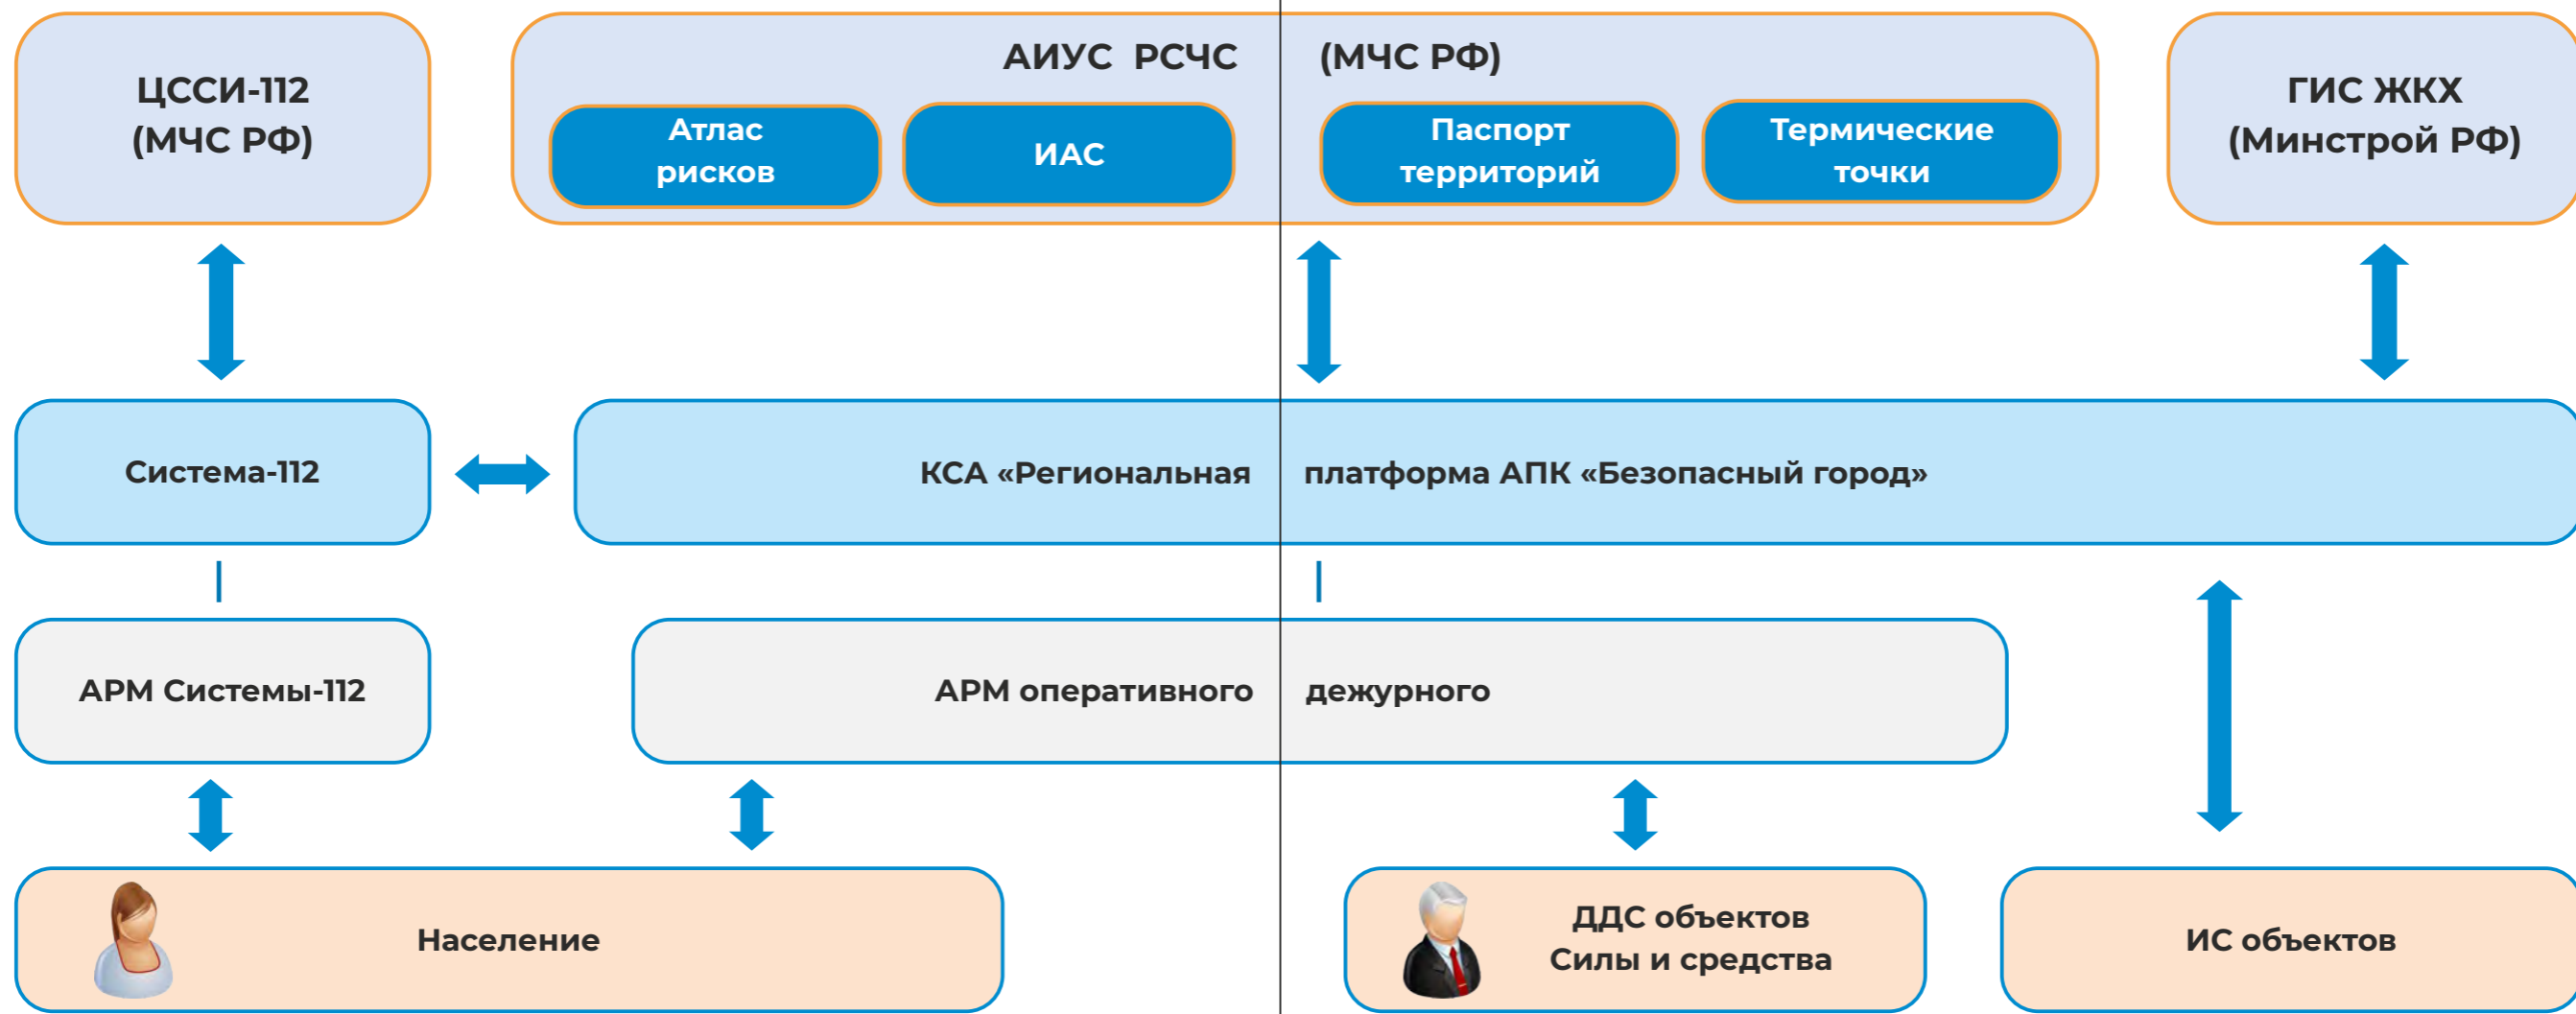 ЦССИ-112
(МЧС РФ)
АИУС РСЧС (МЧС РФ)
Атлас
рисков
ИАС
Паспорт
территорий
Термические
точки
ГИС ЖКХ
(Минстрой РФ)
Система-112
КСА «Региональная платформа АПК «Безопасный город»
АРМ Системы-112
АРМ оперативного дежурного
Население
ДДС объектов
Силы и средства
ИС объектов